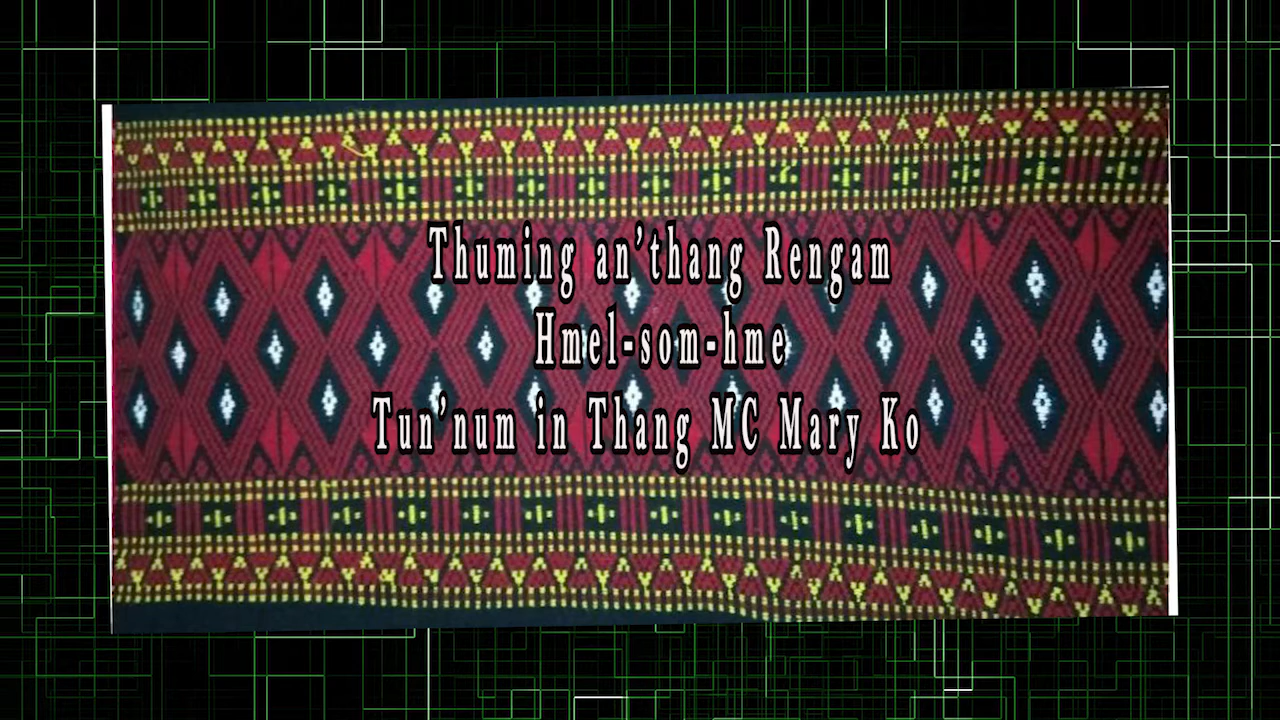 Thuming an’thang Rengam
Hmel-som-hme
Tun’num in Thang MC Mary Ko